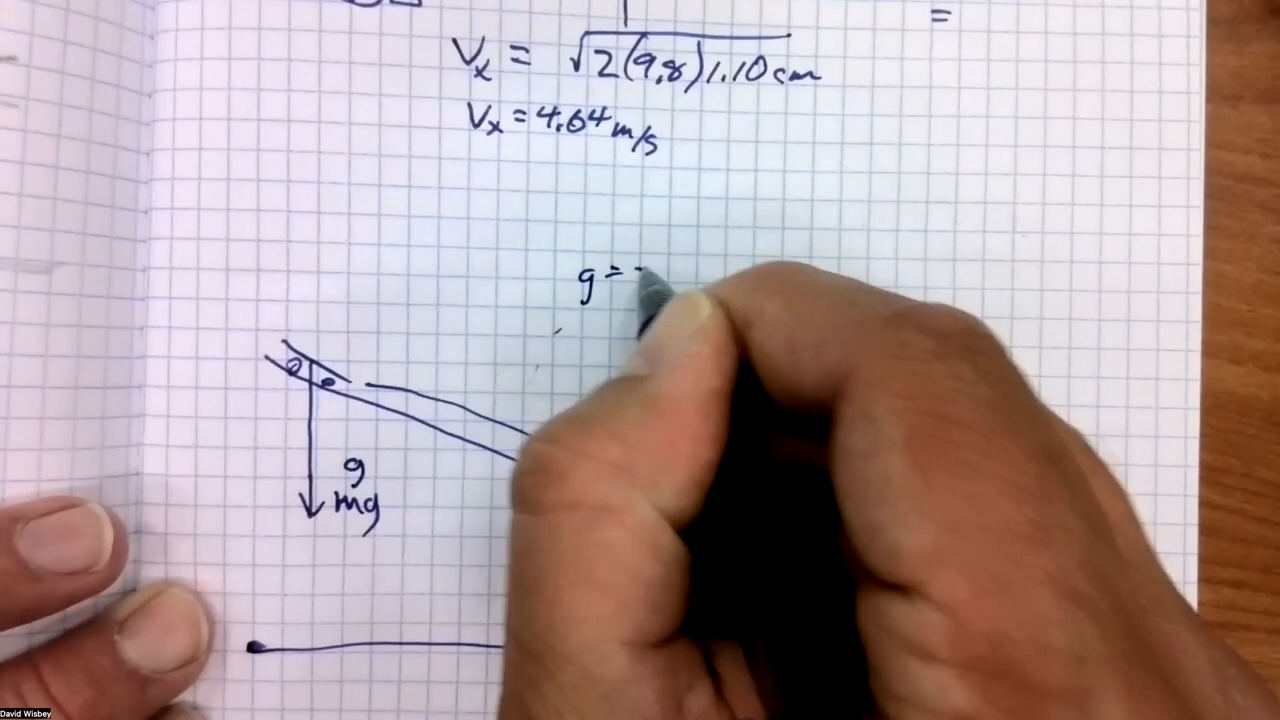 =
Vx = √2(9.8)1.10cm
Vx = 4.64 m/s
g = -
g
mg
David Wisbey